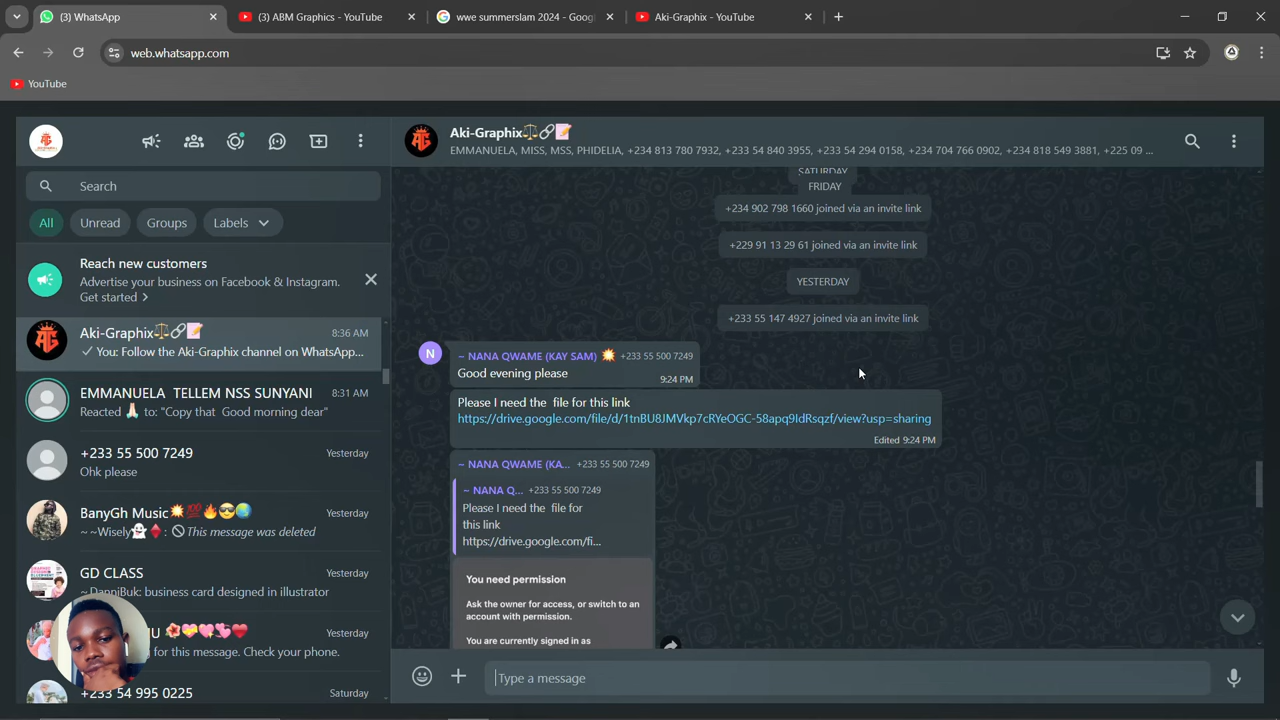 (3) WhatsApp
(3) ABM Graphics - YouTube
wwe summerslam 2024 - Goog
Aki-Graphix - YouTube
web.whatsapp.com
YouTube
Search
All
Unread
Groups
Labels
Reach new customers
Advertise your business on Facebook & Instagram.
Get started >
Aki-Graphix⚖️🔗📝
8:36 AM
You: Follow the Aki-Graphix channel on WhatsApp...
EMMANUELA TELLEM NSS SUNYANI
8:31 AM
Reacted 🙏🏻 to: "Copy that Good morning dear"
+233 55 500 7249
Yesterday
Ohk please
BanyGh Music💥💯🔥😎🌍
Yesterday
~ ~Wisely👻♦️: 🚫 This message was deleted
GD CLASS
Yesterday
~ DanniBuk: business card designed in illustrator
U 🌺💝💞💕❤️
Yesterday
for this message. Check your phone.
+233 54 995 0225
Saturday
Aki-Graphix⚖️🔗📝
EMMANUELA, MISS, MSS, PHIDELIA, +234 813 780 7932, +233 54 840 3955, +233 54 294 0158, +234 704 766 0902, +234 818 549 3881, +225 09 ...
SATURDAY
FRIDAY
+234 902 798 1660 joined via an invite link
+229 91 13 29 61 joined via an invite link
YESTERDAY
+233 55 147 4927 joined via an invite link
N
~ NANA QWAME (KAY SAM) 💥 +233 55 500 7249
Good evening please
9:24 PM
Please I need the file for this link
https://drive.google.com/file/d/1tnBU8JMVkp7cRYeOGC-58apq9IdRsqzf/view?usp=sharing
Edited 9:24 PM
~ NANA QWAME (KA... +233 55 500 7249
~ NANA Q... +233 55 500 7249
Please I need the file for
this link
https://drive.google.com/fi...
You need permission
Ask the owner for access, or switch to an
account with permission.
You are currently signed in as
Type a message